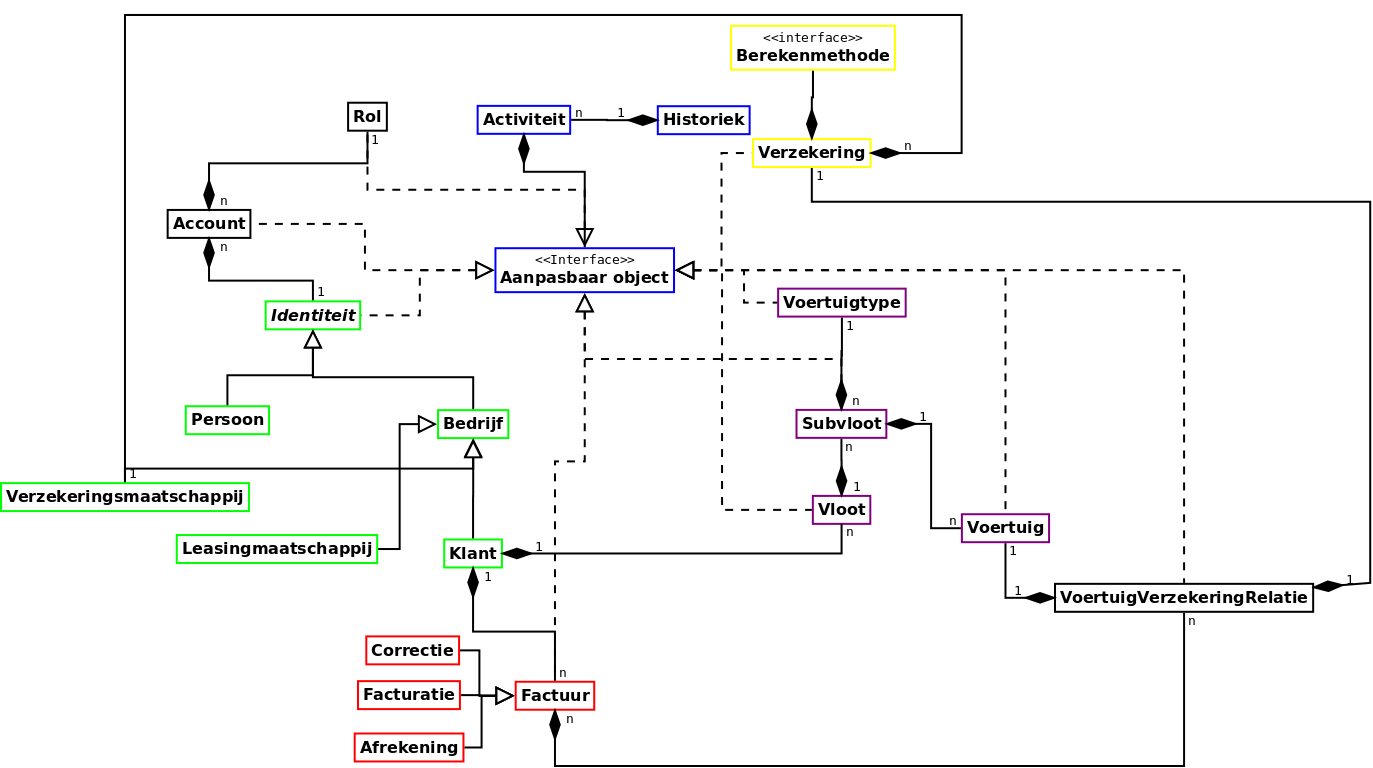 <<interface>>
Berekenmethode
Rol
1
Activiteit
n
1
Historiek
Verzekering
n
1
n
Account
n
<<Interface>>
Aanpasbaar object
1
Identiteit
Voertuigtype
1
n
Persoon
Bedrijf
Subvloot
1
n
1
Verzekeringsmaatschappij
1
Vloot
n
n
Voertuig
1
Leasingmaatschappij
Klant
1
1
1
1
VoertuigVerzekeringRelatie
n
Correctie
n
Facturatie
Factuur
n
Afrekening